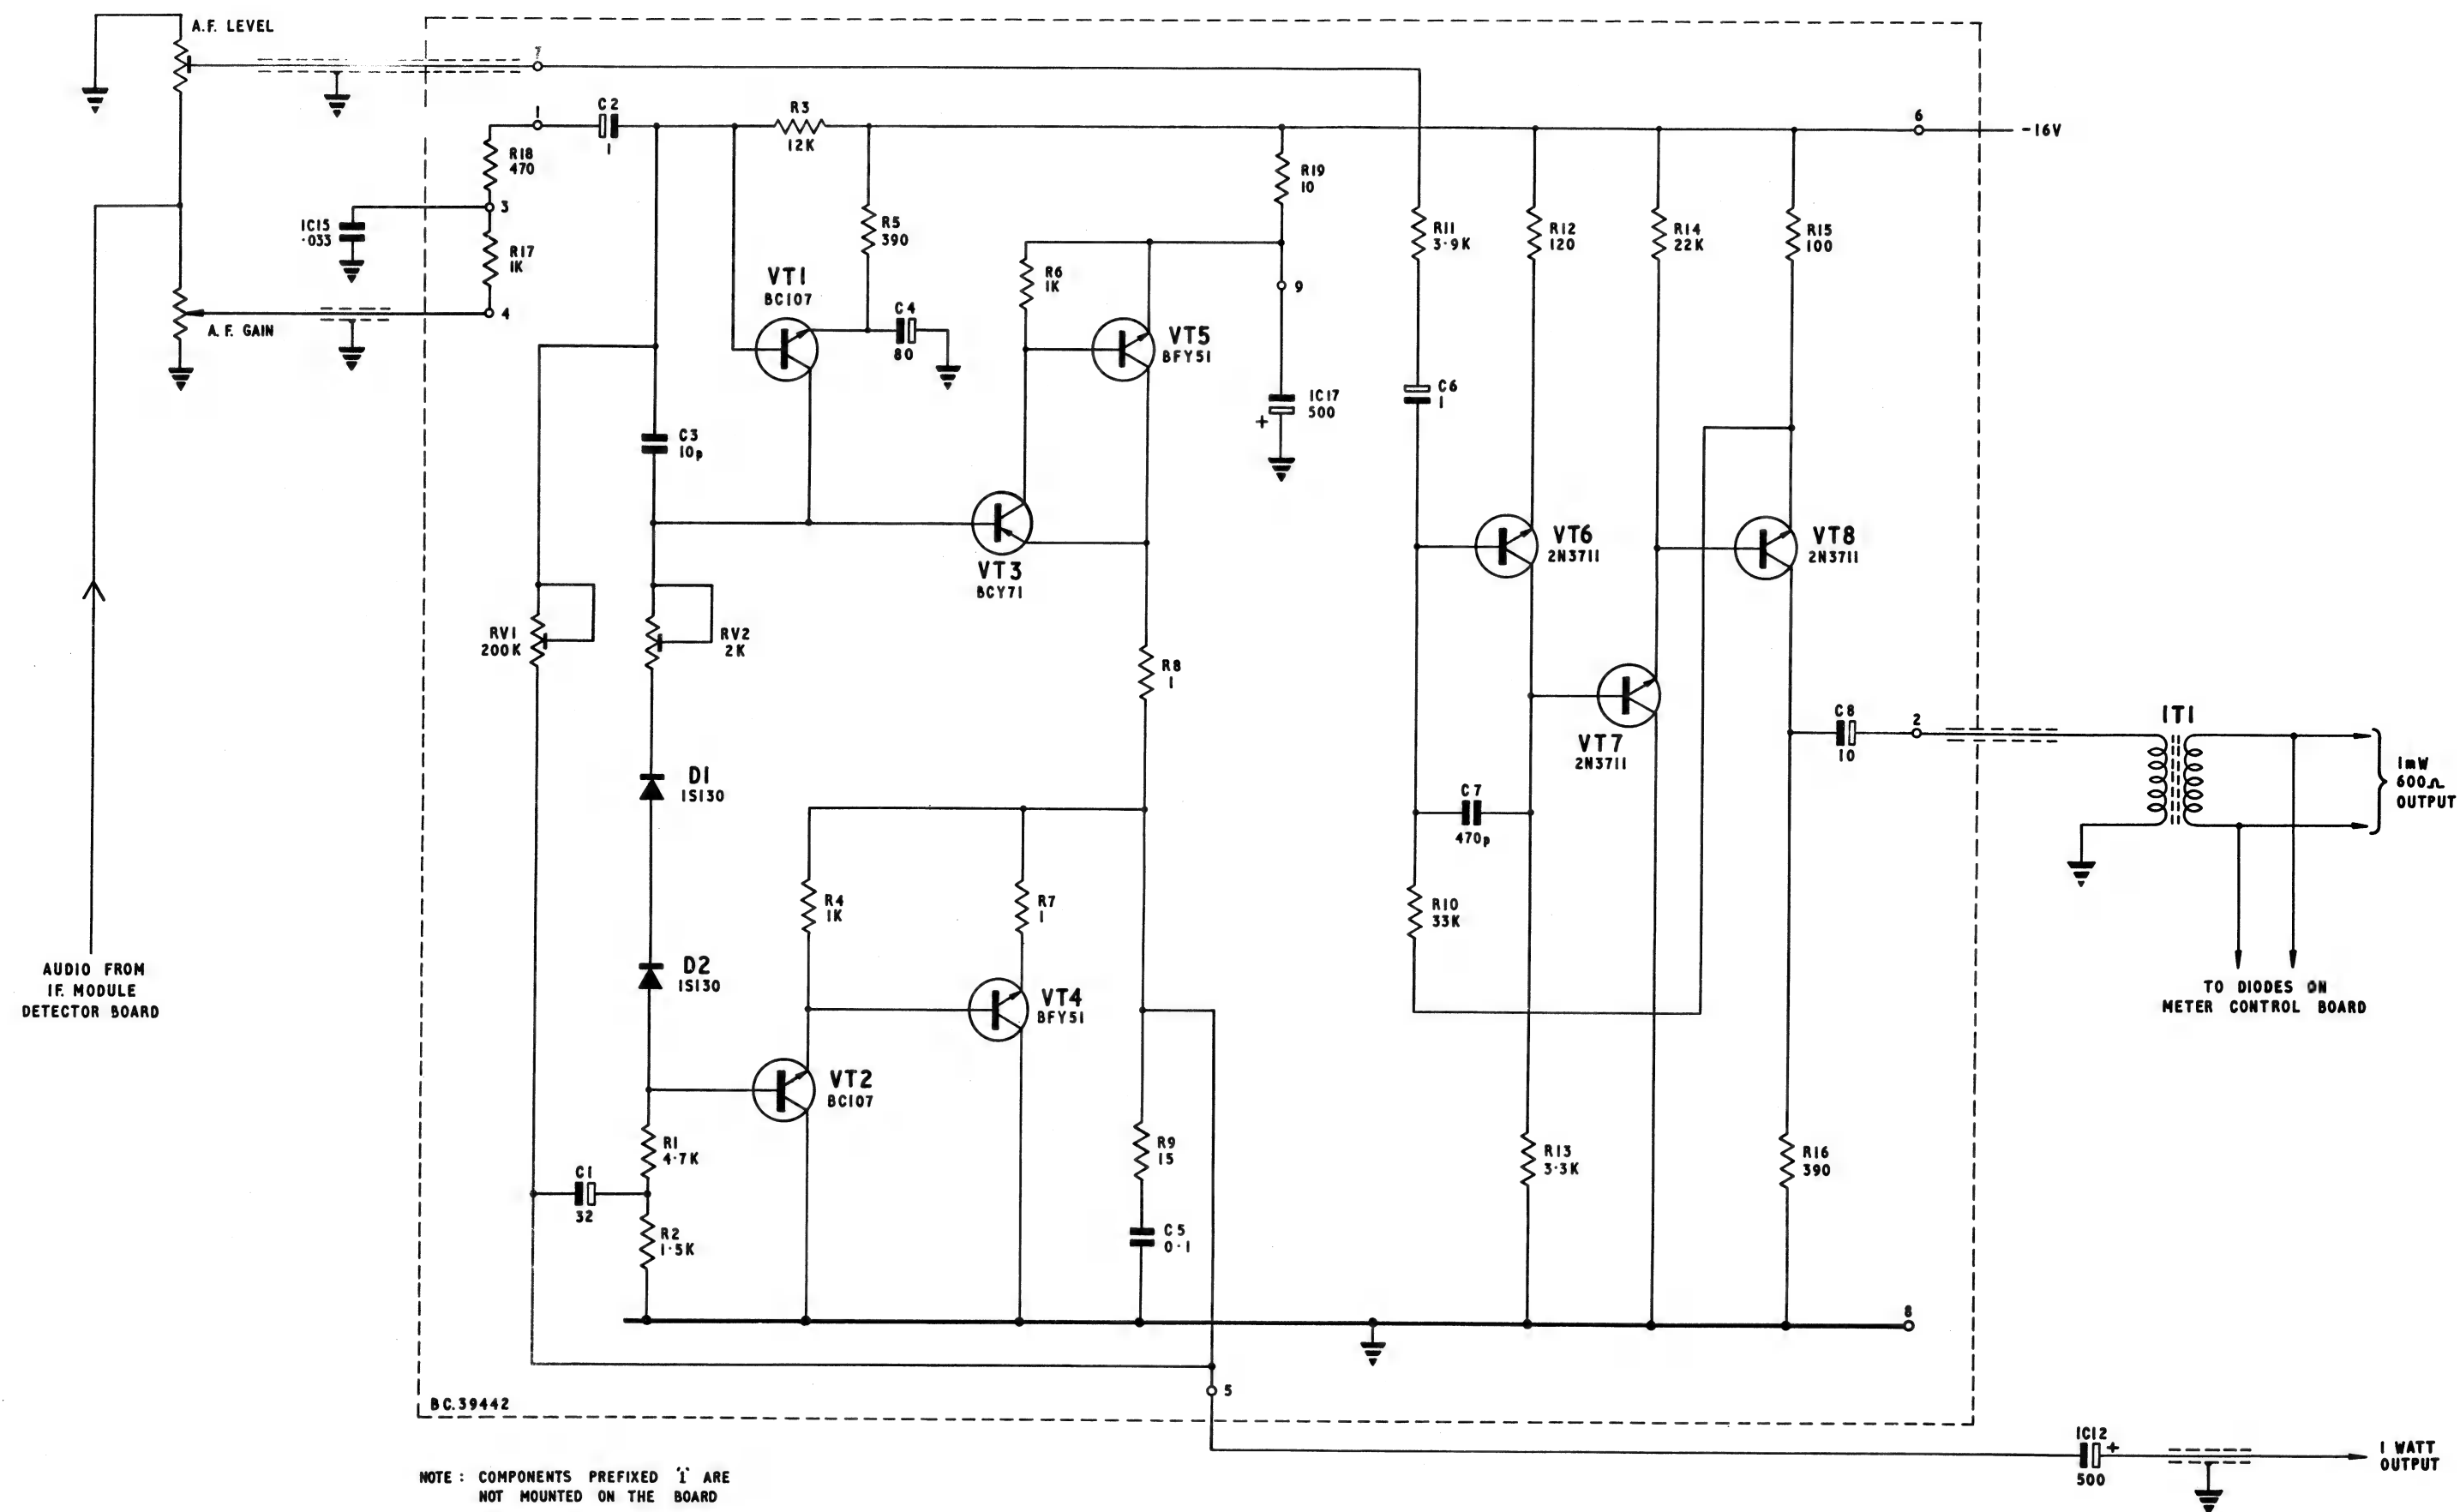 A.F. LEVEL
7
1
C2
1
R3
12K
6
-16V
R18
470
3
1C15
·033
R17
1K
4
A.F. GAIN
R5
390
VT1
BC107
C4
80
R6
1K
VT5
BFY51
R19
10
9
1C17
500
+
R11
3·9K
R12
120
R14
22K
R15
100
C6
1
C3
10p
VT3
BCY71
VT6
2N3711
VT8
2N3711
RV1
200K
RV2
2K
R8
1
VT7
2N3711
C8
10
2
1T1
1mW
600Ω
OUTPUT
D1
1S130
C7
470p
R4
1K
R7
1
R10
33K
AUDIO FROM
I.F. MODULE
DETECTOR BOARD
D2
1S130
VT4
BFY51
TO DIODES ON
METER CONTROL BOARD
VT2
BC107
R1
4·7K
R9
15
R13
3·3K
R16
390
C1
32
R2
1·5K
C5
0·1
8
5
BC.39442
1C12
+
500
1 WATT
OUTPUT
NOTE : COMPONENTS PREFIXED '1' ARE
NOT MOUNTED ON THE BOARD